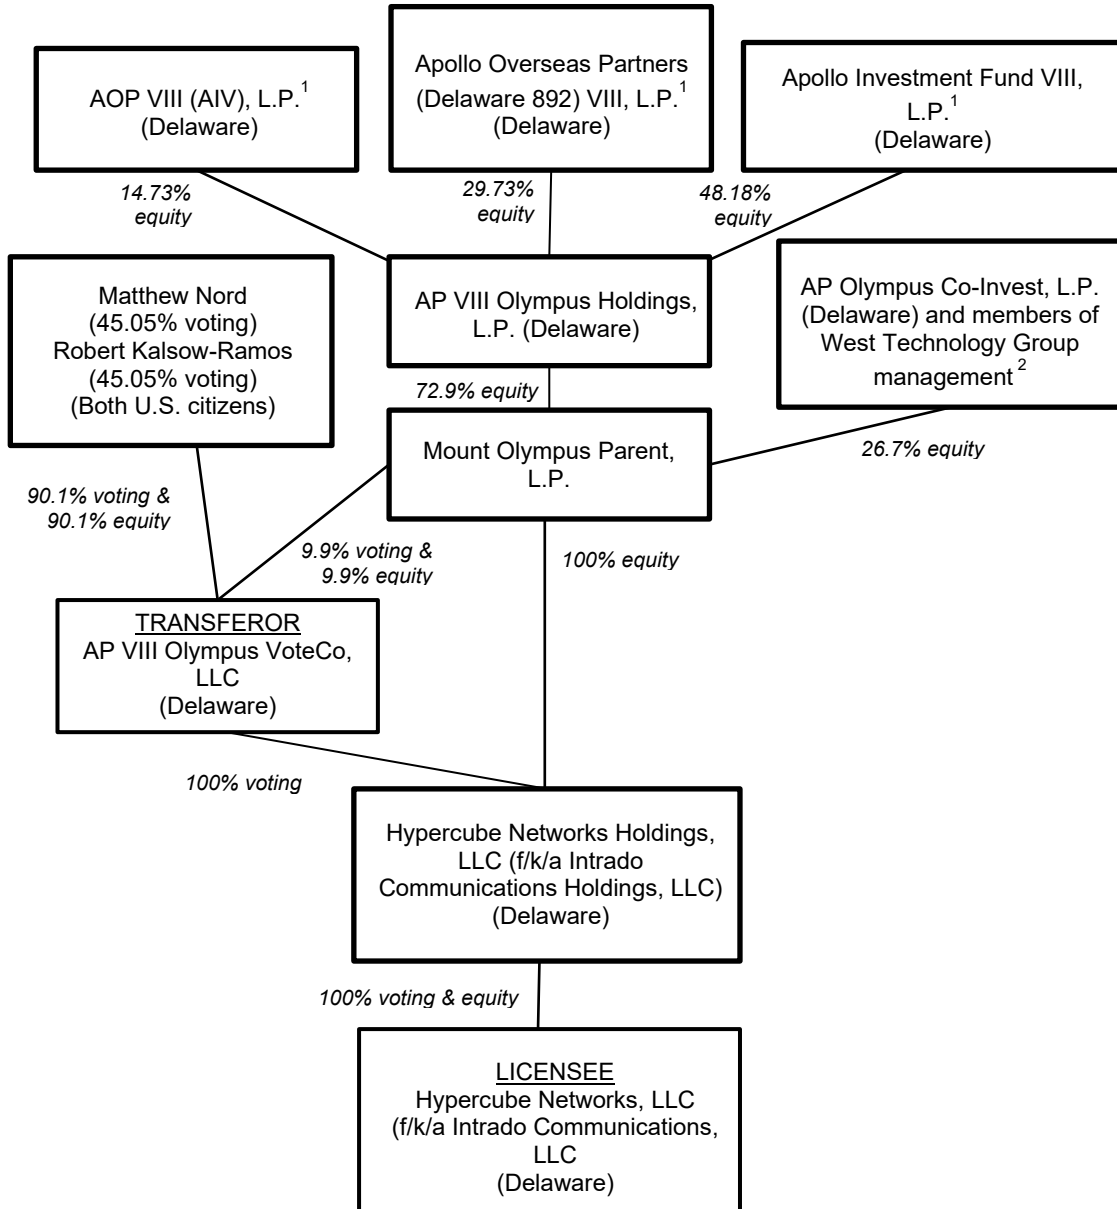 AOP VIII (AIV), L.P.1
(Delaware)
Apollo Overseas Partners
(Delaware 892) VIII, L.P.1
(Delaware)
Apollo Investment Fund VIII,
L.P.1
(Delaware)
14.73%
equity
29.73%
equity
48.18%
equity
Matthew Nord
(45.05% voting)
Robert Kalsow-Ramos
(45.05% voting)
(Both U.S. citizens)
AP VIII Olympus Holdings,
L.P. (Delaware)
AP Olympus Co-Invest, L.P.
(Delaware) and members of
West Technology Group
management 2
72.9% equity
Mount Olympus Parent,
L.P.
26.7% equity
90.1% voting &
90.1% equity
9.9% voting &
9.9% equity
100% equity
TRANSFEROR
AP VIII Olympus VoteCo,
LLC
(Delaware)
100% voting
Hypercube Networks Holdings,
LLC (f/k/a Intrado
Communications Holdings, LLC)
(Delaware)
100% voting & equity
LICENSEE
Hypercube Networks, LLC
(f/k/a Intrado Communications,
LLC
(Delaware)